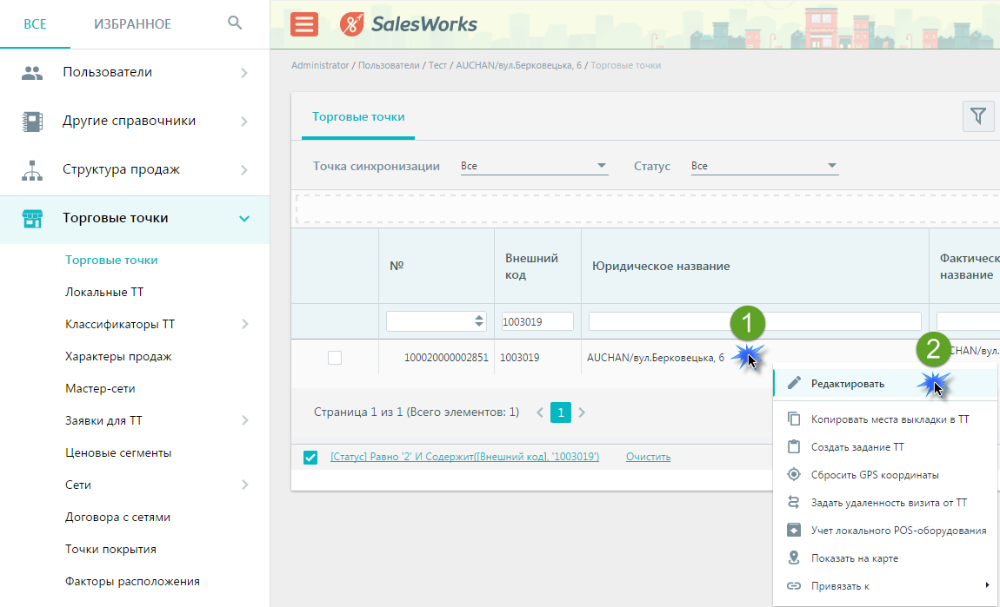 ВСЕ
ИЗБРАННОЕ
SalesWorks
Administrator / Пользователи / Тест / AUCHAN/вул.Берковецька, 6 / Торговые точки
Пользователи
Другие справочники
Структура продаж
Торговые точки
Торговые точки
Локальные ТТ
Классификаторы ТТ
Характеры продаж
Мастер-сети
Заявки для ТТ
Ценовые сегменты
Сети
Договора с сетями
Точки покрытия
Факторы расположения
Торговые точки
Точка синхронизации
Все
Статус
Все
№
Внешний
код
Юридическое название
Фактическ
название
1003019
100020000002851
1003019
AUCHAN/вул.Берковецька, 6
CHAN/вул.
1
2
Страница 1 из 1 (Всего элементов: 1)
1
[Статус] Равно '2' И Содержит([Внешний код], '1003019')
Очистить
Редактировать
Копировать места выкладки в ТТ
Создать задание ТТ
Сбросить GPS координаты
Задать удаленность визита от ТТ
Учет локального POS-оборудования
Показать на карте
Привязать к